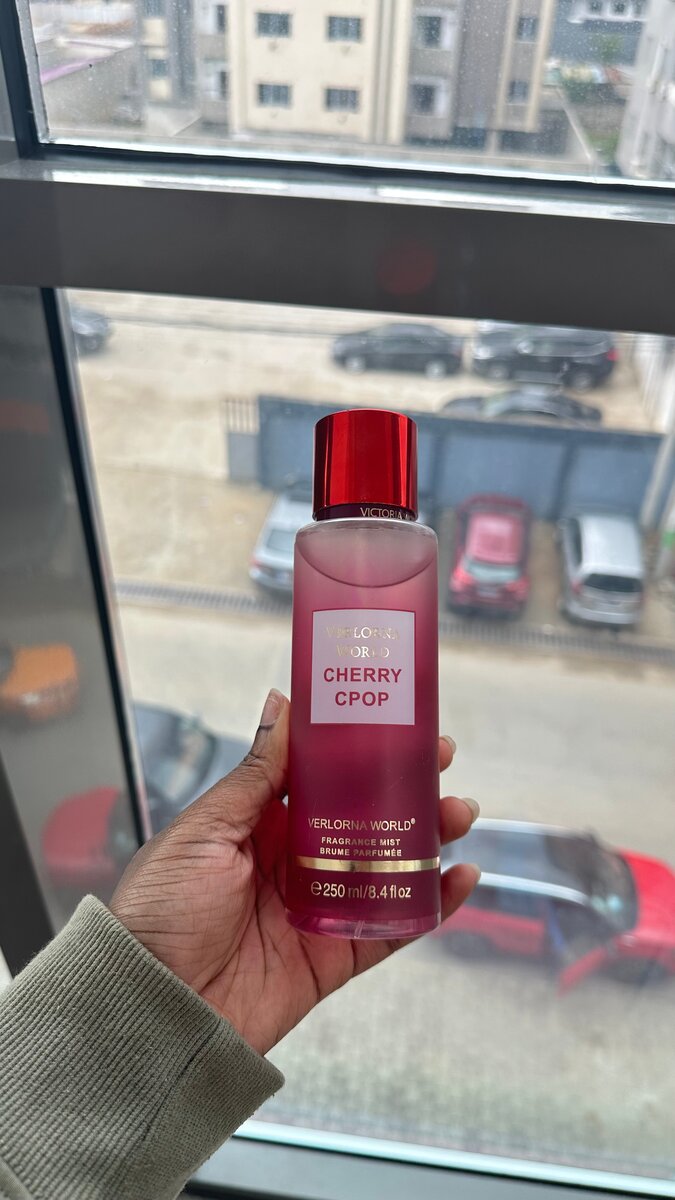 VICTORIA
VERLORNA
WORLD
CHERRY
CPOP
VERLORNA WORLD®
FRAGRANCE MIST
BRUME PARFUMÉE
℮ 250 ml/8.4 fl oz